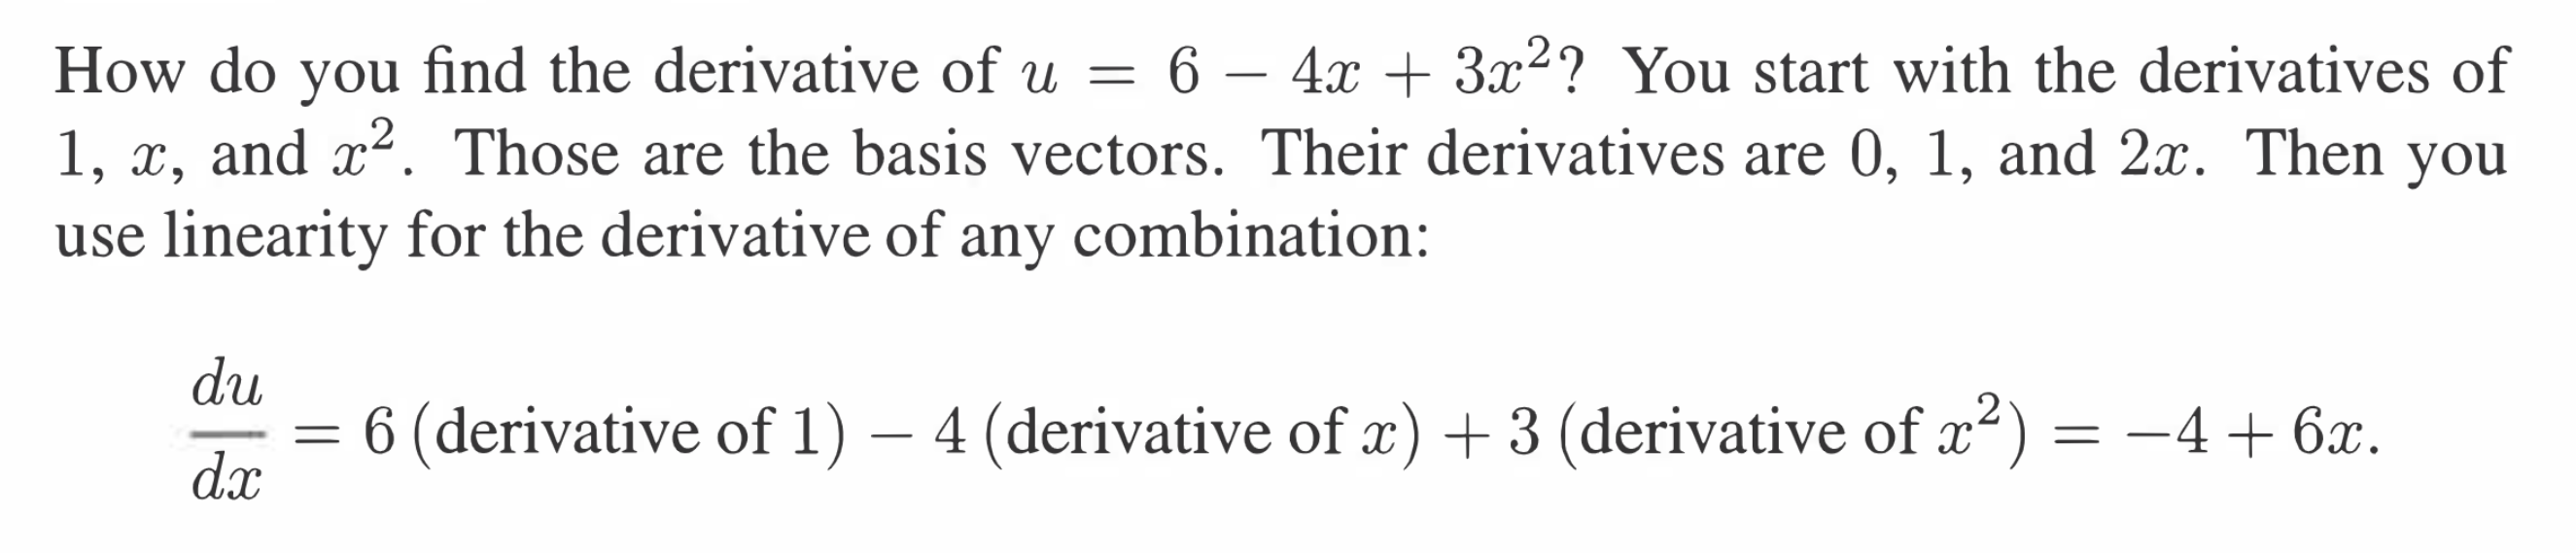 How do you find the derivative of u = 6 − 4x + 3x²? You start with the derivatives of
1, x, and x². Those are the basis vectors. Their derivatives are 0, 1, and 2x. Then you
use linearity for the derivative of any combination:
du/dx = 6 (derivative of 1) − 4 (derivative of x) + 3 (derivative of x²) = −4 + 6x.